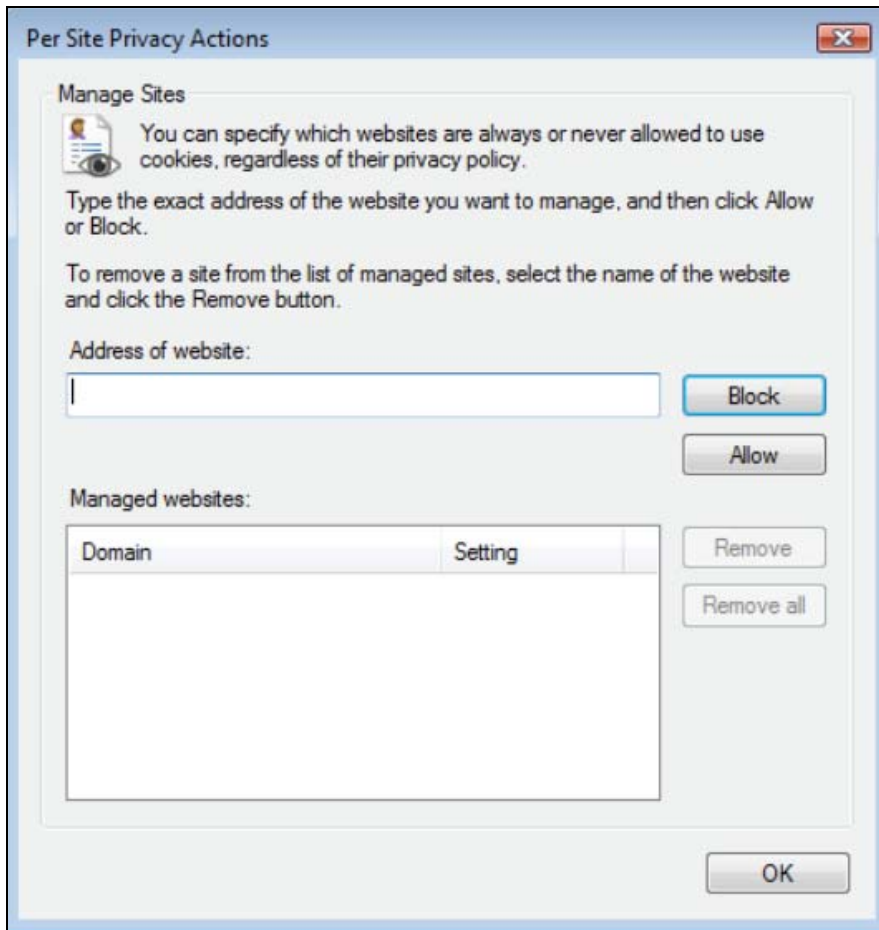 Per Site Privacy Actions
Manage Sites
You can specify which websites are always or never allowed to use
cookies, regardless of their privacy policy.
Type the exact address of the website you want to manage, and then click Allow
or Block.
To remove a site from the list of managed sites, select the name of the website
and click the Remove button.
Address of website:
Block
Allow
Managed websites:
Domain Setting
Remove
Remove all
OK